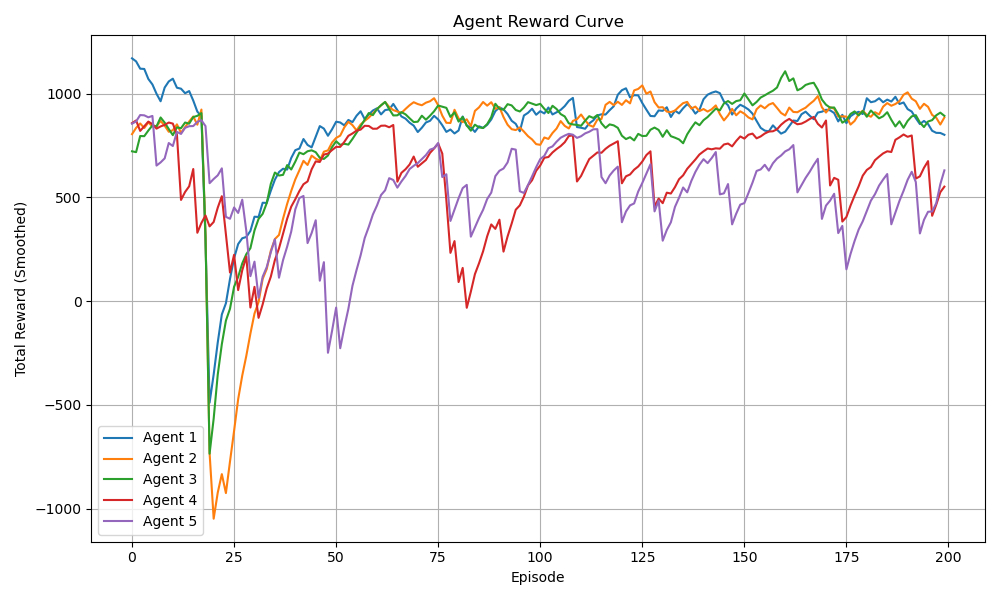 Agent Reward Curve
Total Reward (Smoothed)
1000
500
0
−500
−1000
Agent 1
Agent 2
Agent 3
Agent 4
Agent 5
0 25 50 75 100 125 150 175 200
Episode